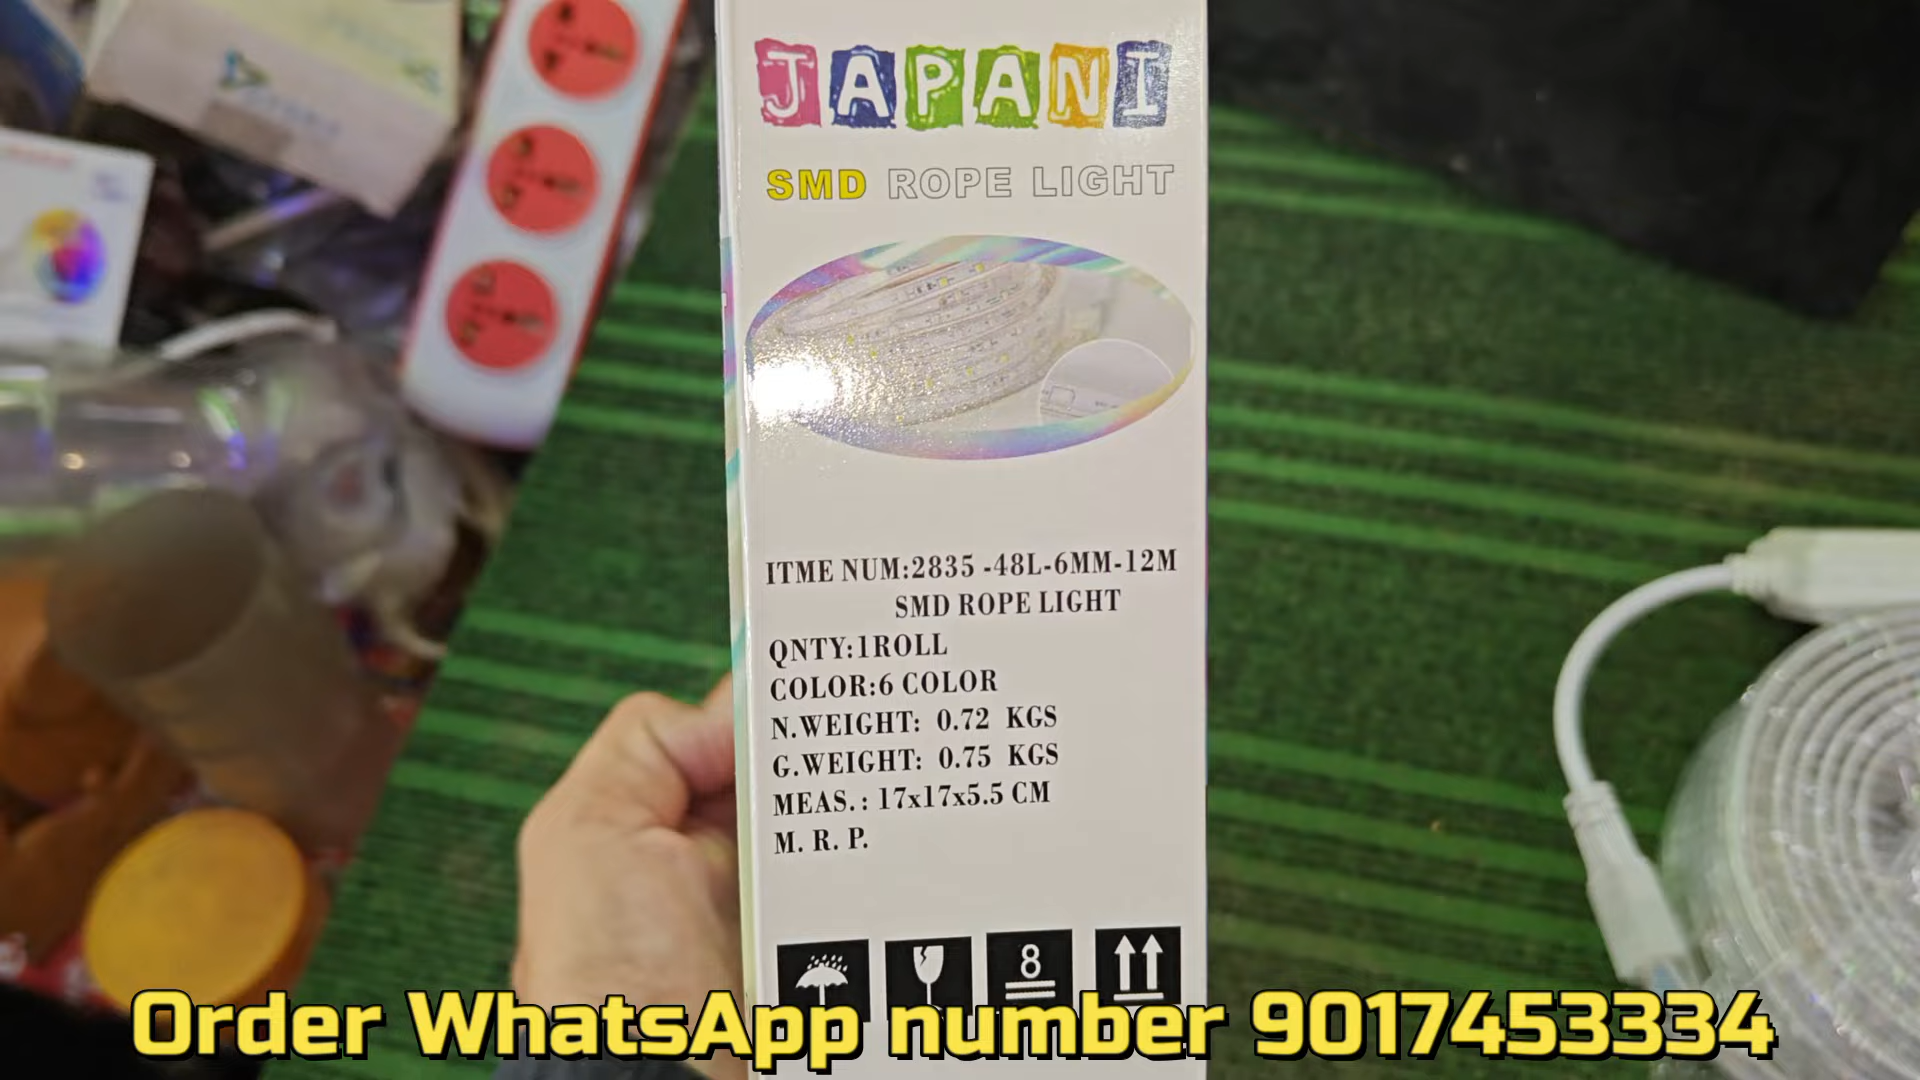 JAPANI
SMD ROPE LIGHT
ITME NUM:2835 -48L-6MM-12M
SMD ROPE LIGHT
QNTY:1ROLL
COLOR:6 COLOR
N.WEIGHT: 0.72 KGS
G.WEIGHT: 0.75 KGS
MEAS.: 17x17x5.5 CM
M. R. P.
8
Order WhatsApp number 9017453334